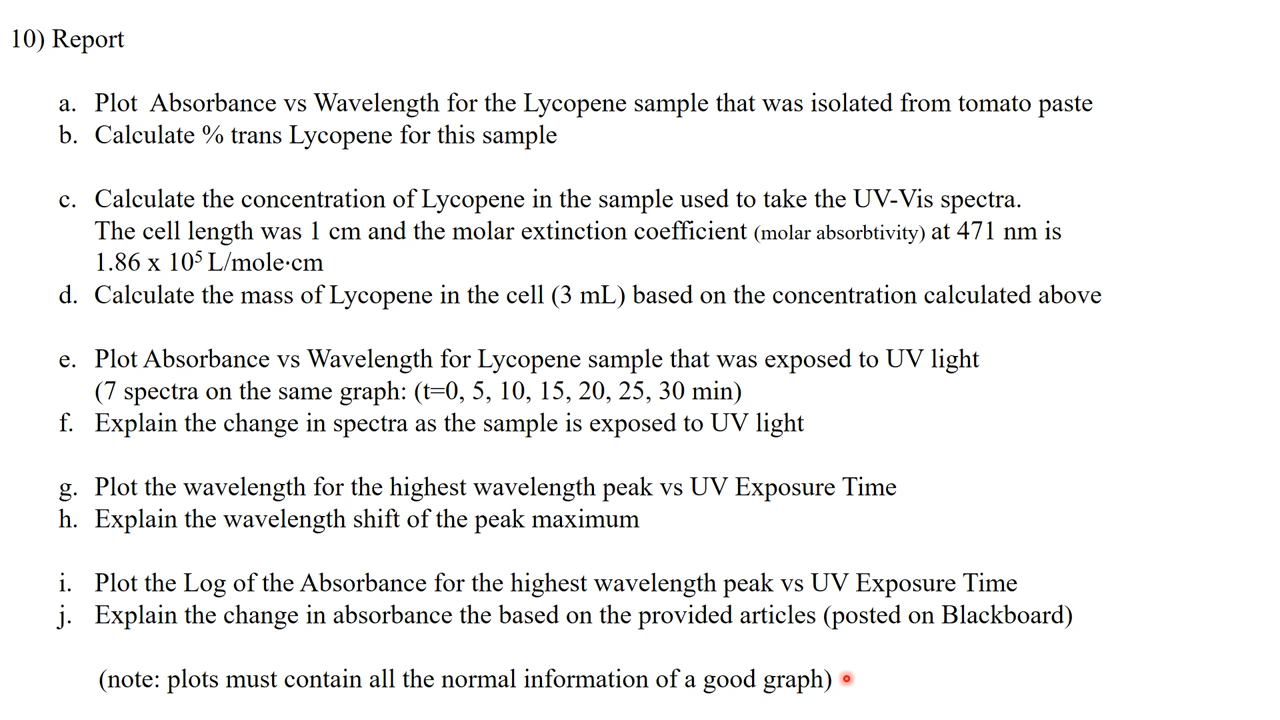 10) Report
a. Plot Absorbance vs Wavelength for the Lycopene sample that was isolated from tomato paste
b. Calculate % trans Lycopene for this sample
c. Calculate the concentration of Lycopene in the sample used to take the UV-Vis spectra.
The cell length was 1 cm and the molar extinction coefficient (molar absorbtivity) at 471 nm is
1.86 x 10⁵ L/mole·cm
d. Calculate the mass of Lycopene in the cell (3 mL) based on the concentration calculated above
e. Plot Absorbance vs Wavelength for Lycopene sample that was exposed to UV light
(7 spectra on the same graph: (t=0, 5, 10, 15, 20, 25, 30 min)
f. Explain the change in spectra as the sample is exposed to UV light
g. Plot the wavelength for the highest wavelength peak vs UV Exposure Time
h. Explain the wavelength shift of the peak maximum
i. Plot the Log of the Absorbance for the highest wavelength peak vs UV Exposure Time
j. Explain the change in absorbance the based on the provided articles (posted on Blackboard)
(note: plots must contain all the normal information of a good graph)